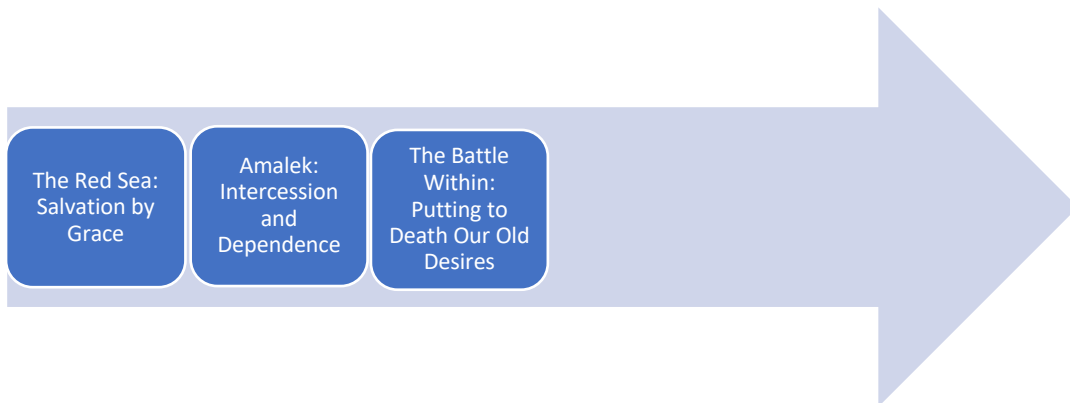 The Red Sea:
Salvation by
Grace
Amalek:
Intercession
and
Dependence
The Battle
Within:
Putting to
Death Our Old
Desires